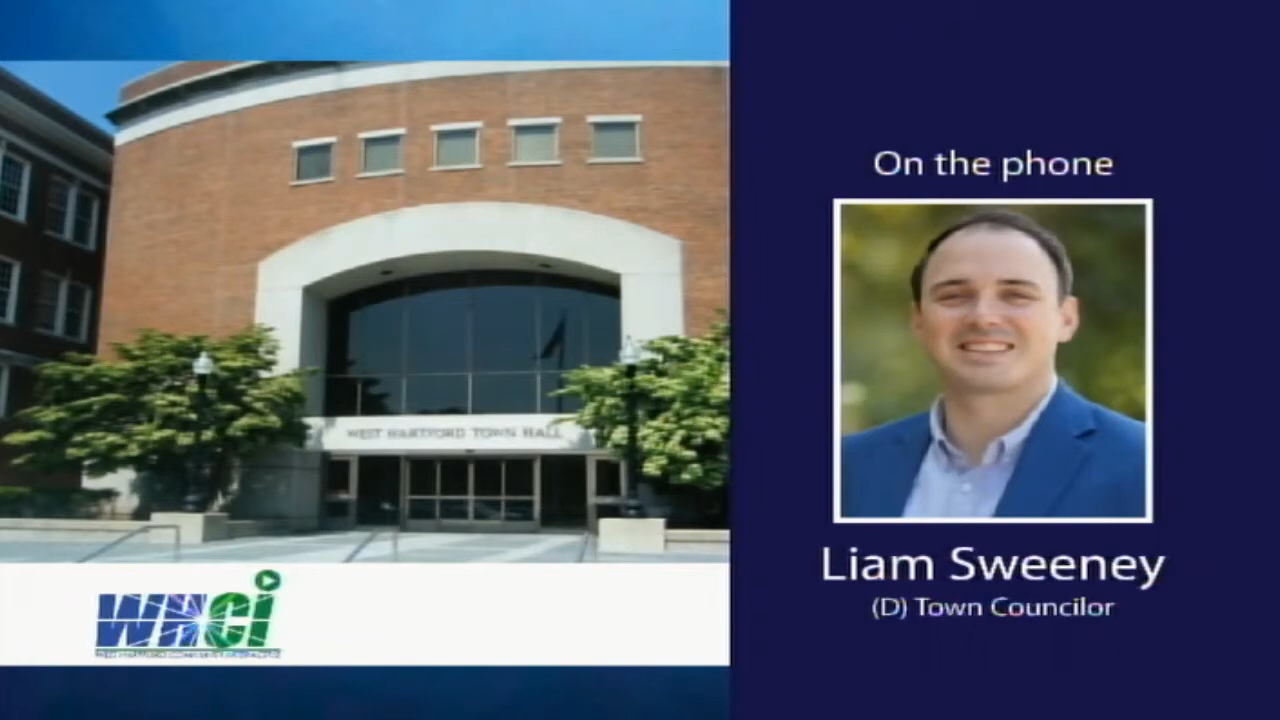 WEST HARTFORD TOWN HALL
WHCi
On the phone
Liam Sweeney
(D) Town Councilor